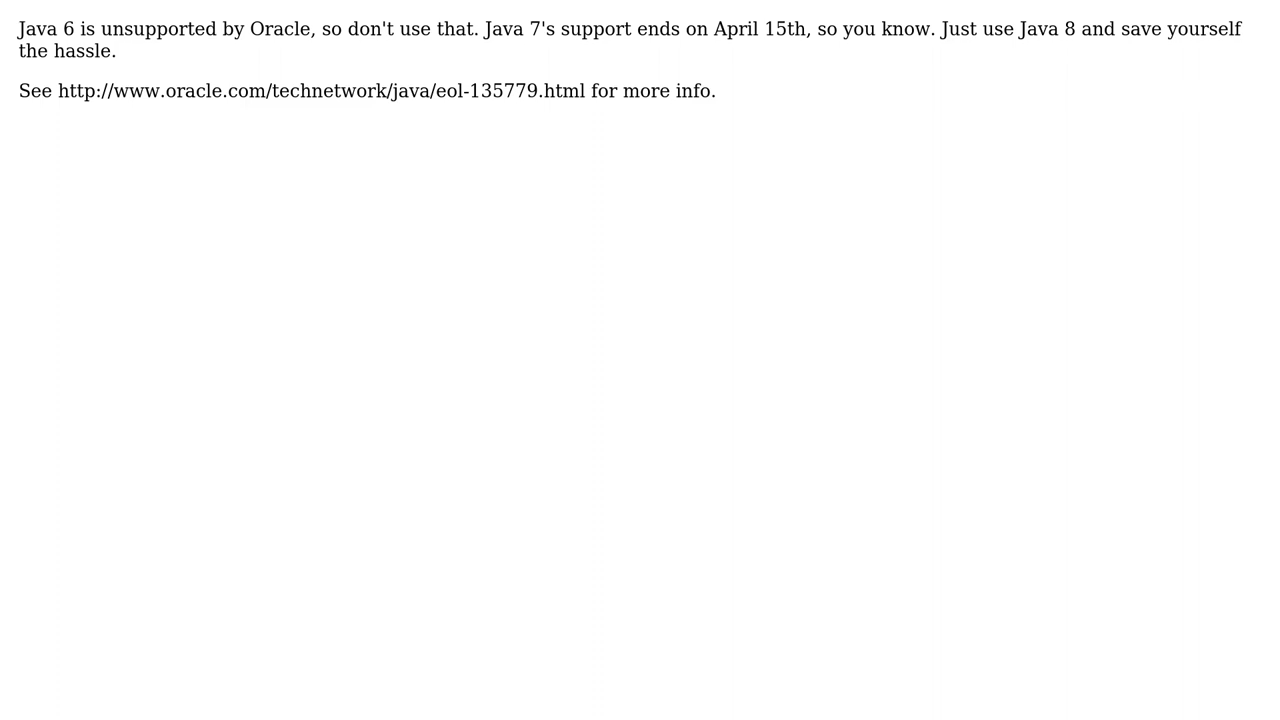 Java 6 is unsupported by Oracle, so don't use that. Java 7's support ends on April 15th, so you know. Just use Java 8 and save yourself
the hassle.
See http://www.oracle.com/technetwork/java/eol-135779.html for more info.